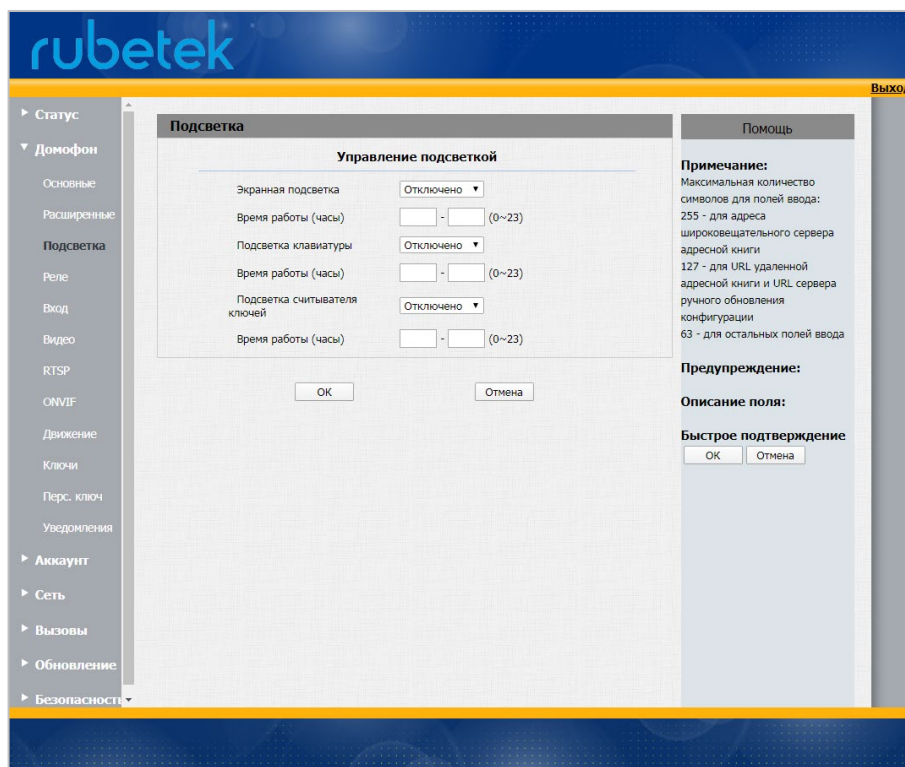 rubetek
Выход
Статус
Домофон
Основные
Расширенные
Подсветка
Реле
Вход
Видео
RTSP
ONVIF
Движение
Ключи
Перс. ключ
Уведомления
Аккаунт
Сеть
Вызовы
Обновление
Безопасность
Подсветка
Управление подсветкой
Экранная подсветка Отключено
Время работы (часы) - (0~23)
Подсветка клавиатуры Отключено
Время работы (часы) - (0~23)
Подсветка считывателя
ключей Отключено
Время работы (часы) - (0~23)
ОК Отмена
Помощь
Примечание:
Максимальная количество
символов для полей ввода:
255 - для адреса
широковещательного сервера
адресной книги
127 - для URL удаленной
адресной книги и URL сервера
ручного обновления
конфигурации
63 - для остальных полей ввода
Предупреждение:
Описание поля:
Быстрое подтверждение
ОК Отмена